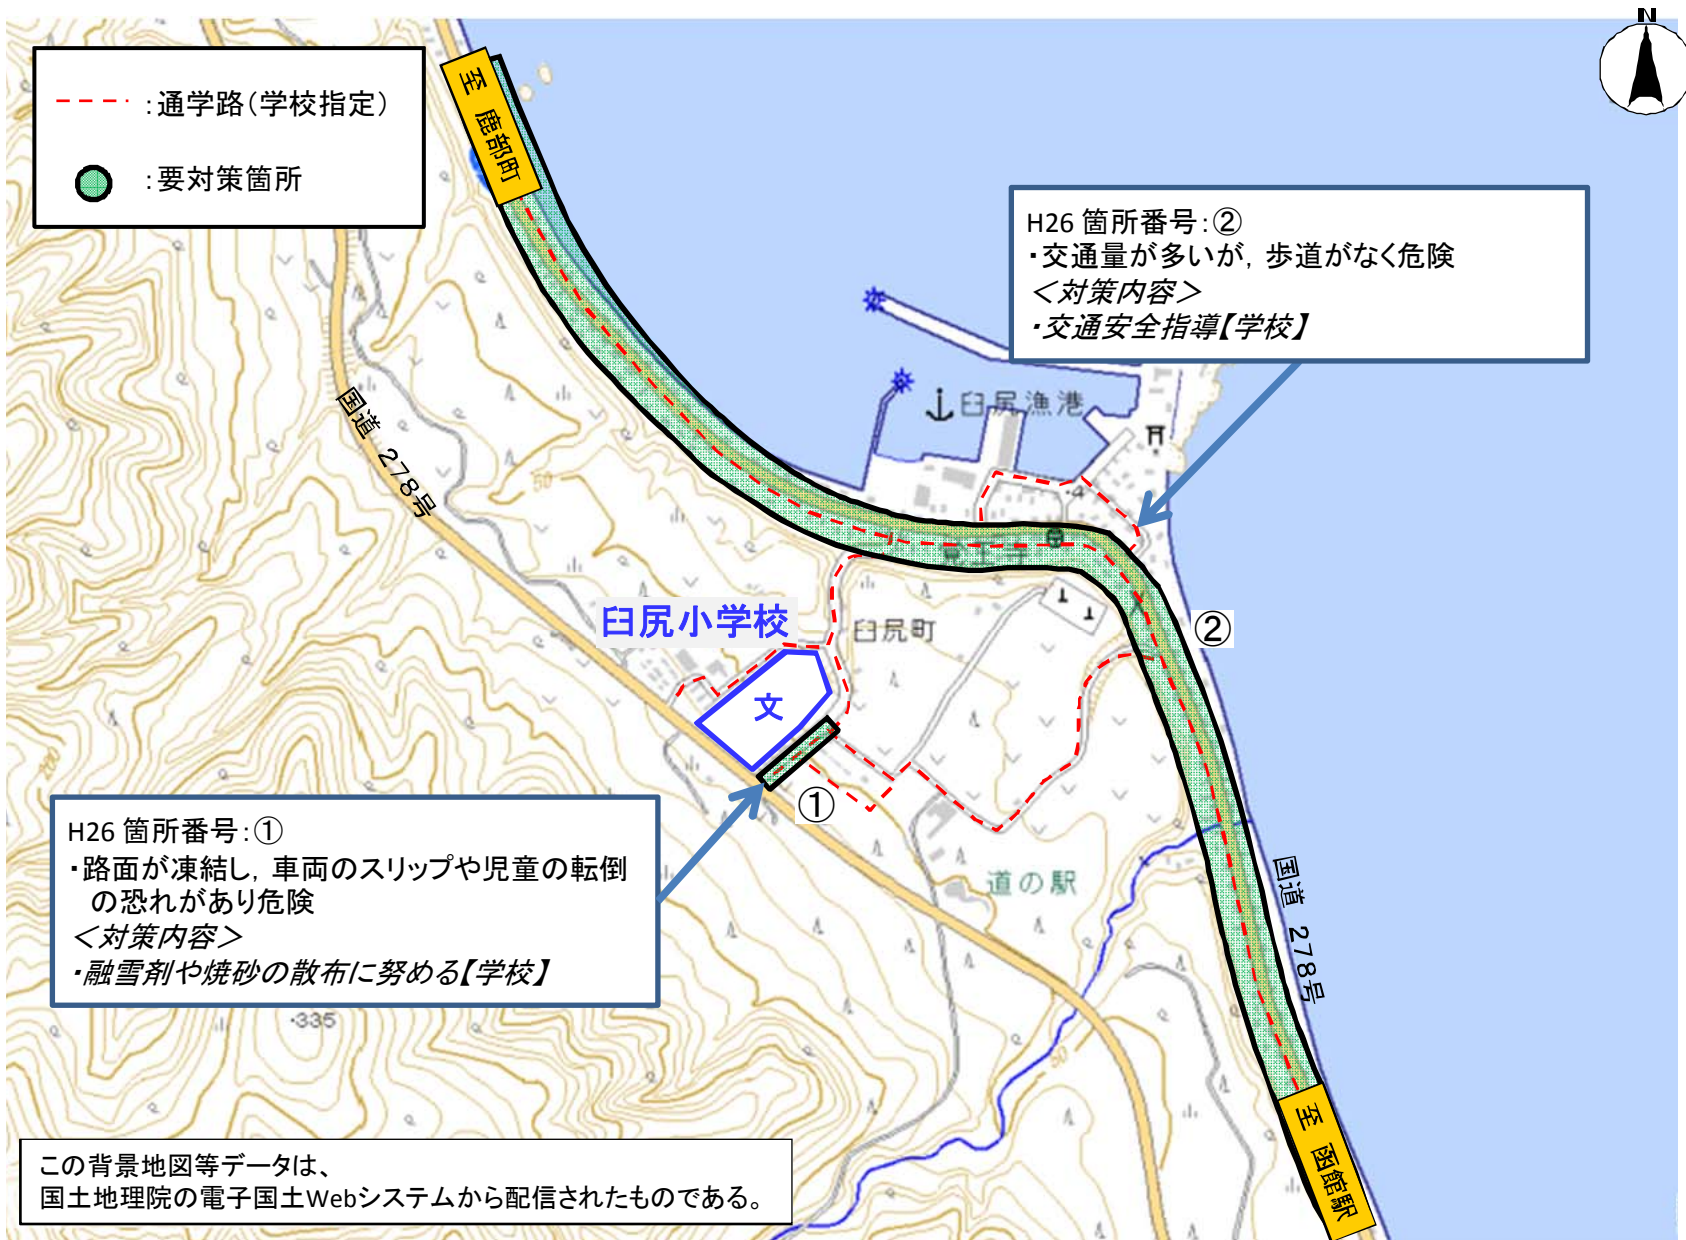 N
:通学路(学校指定)
:要対策箇所
至 鹿部町
H26 箇所番号:②
・交通量が多いが, 歩道がなく危険
<対策内容>
・交通安全指導【学校】
臼尻漁港
国道 278号
50
・4
覚王寺
臼尻小学校
臼尻町
②
文
200
①
H26 箇所番号:①
・路面が凍結し, 車両のスリップや児童の転倒
の恐れがあり危険
<対策内容>
・融雪剤や焼砂の散布に努める【学校】
道の駅
国道 278号
・335
50
至 函館駅
この背景地図等データは、
国土地理院の電子国土Webシステムから配信されたものである。